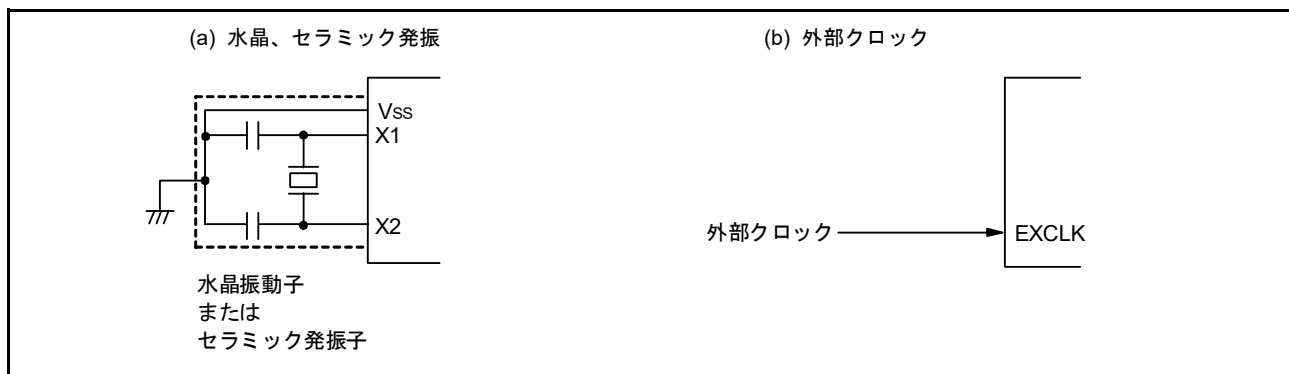 (a) 水晶、セラミック発振
VSS
X1
X2
水晶振動子
または
セラミック発振子
(b) 外部クロック
外部クロック
EXCLK